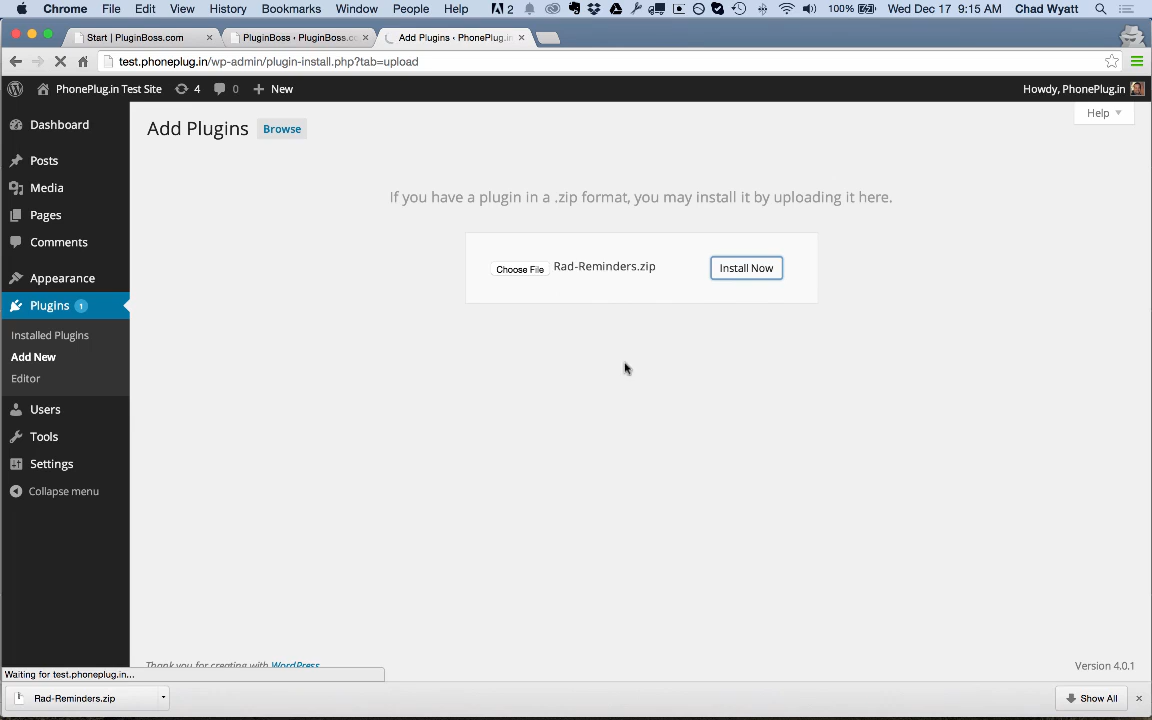 Chrome File Edit View History Bookmarks Window People Help 2 100% Wed Dec 17 9:15 AM Chad Wyatt
Start | PluginBoss.com × PluginBoss ‹ PluginBoss.co × Add Plugins ‹ PhonePlug.in ×
test.phoneplug.in/wp-admin/plugin-install.php?tab=upload
PhonePlug.in Test Site 4 0 + New Howdy, PhonePlug.in
Help ▼
Add Plugins Browse
Dashboard
Posts
Media
Pages
Comments
Appearance
Plugins 1
Installed Plugins
Add New
Editor
Users
Tools
Settings
Collapse menu
If you have a plugin in a .zip format, you may install it by uploading it here.
Choose File Rad-Reminders.zip Install Now
Thank you for creating with WordPress Version 4.0.1
Waiting for test.phoneplug.in...
Rad-Reminders.zip Show All ×